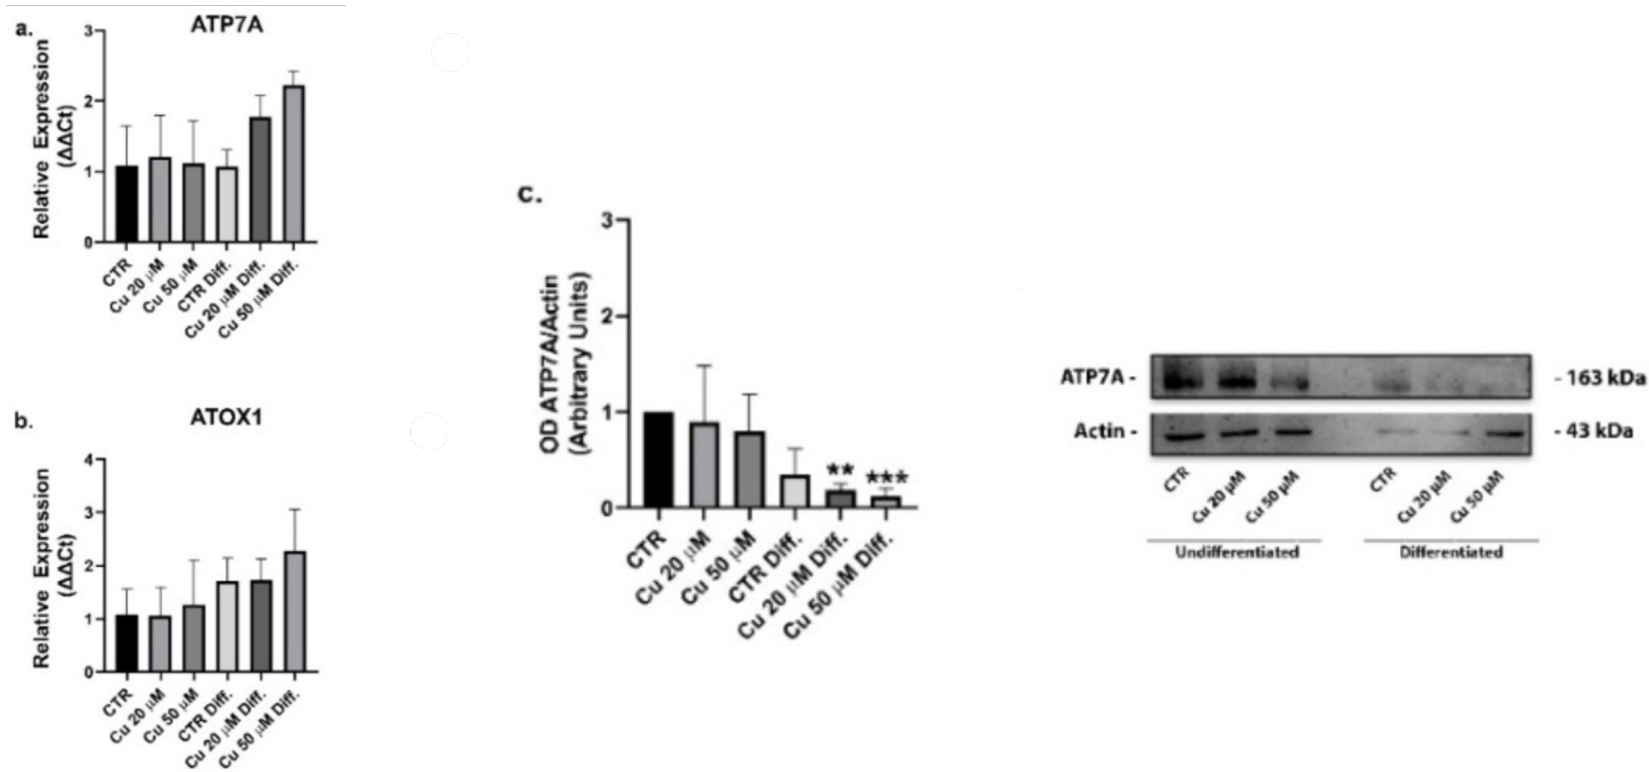 a.
ATP7A
Relative Expression
(ΔΔCt)
3
2
1
0
CTR
Cu 20 μM
Cu 50 μM
CTR Diff.
Cu 20 μM Diff.
Cu 50 μM Diff.
b.
ATOX1
Relative Expression
(ΔΔCt)
4
3
2
1
0
CTR
Cu 20 μM
Cu 50 μM
CTR Diff.
Cu 20 μM Diff.
Cu 50 μM Diff.
c.
OD ATP7A/Actin
(Arbitrary Units)
3
2
1
0
**
***
CTR
Cu 20 μM
Cu 50 μM
CTR Diff.
Cu 20 μM Diff.
Cu 50 μM Diff.
ATP7A -
- 163 kDa
Actin -
- 43 kDa
CTR
Cu 20 μM
Cu 50 μM
CTR
Cu 20 μM
Cu 50 μM
Undifferentiated
Differentiated